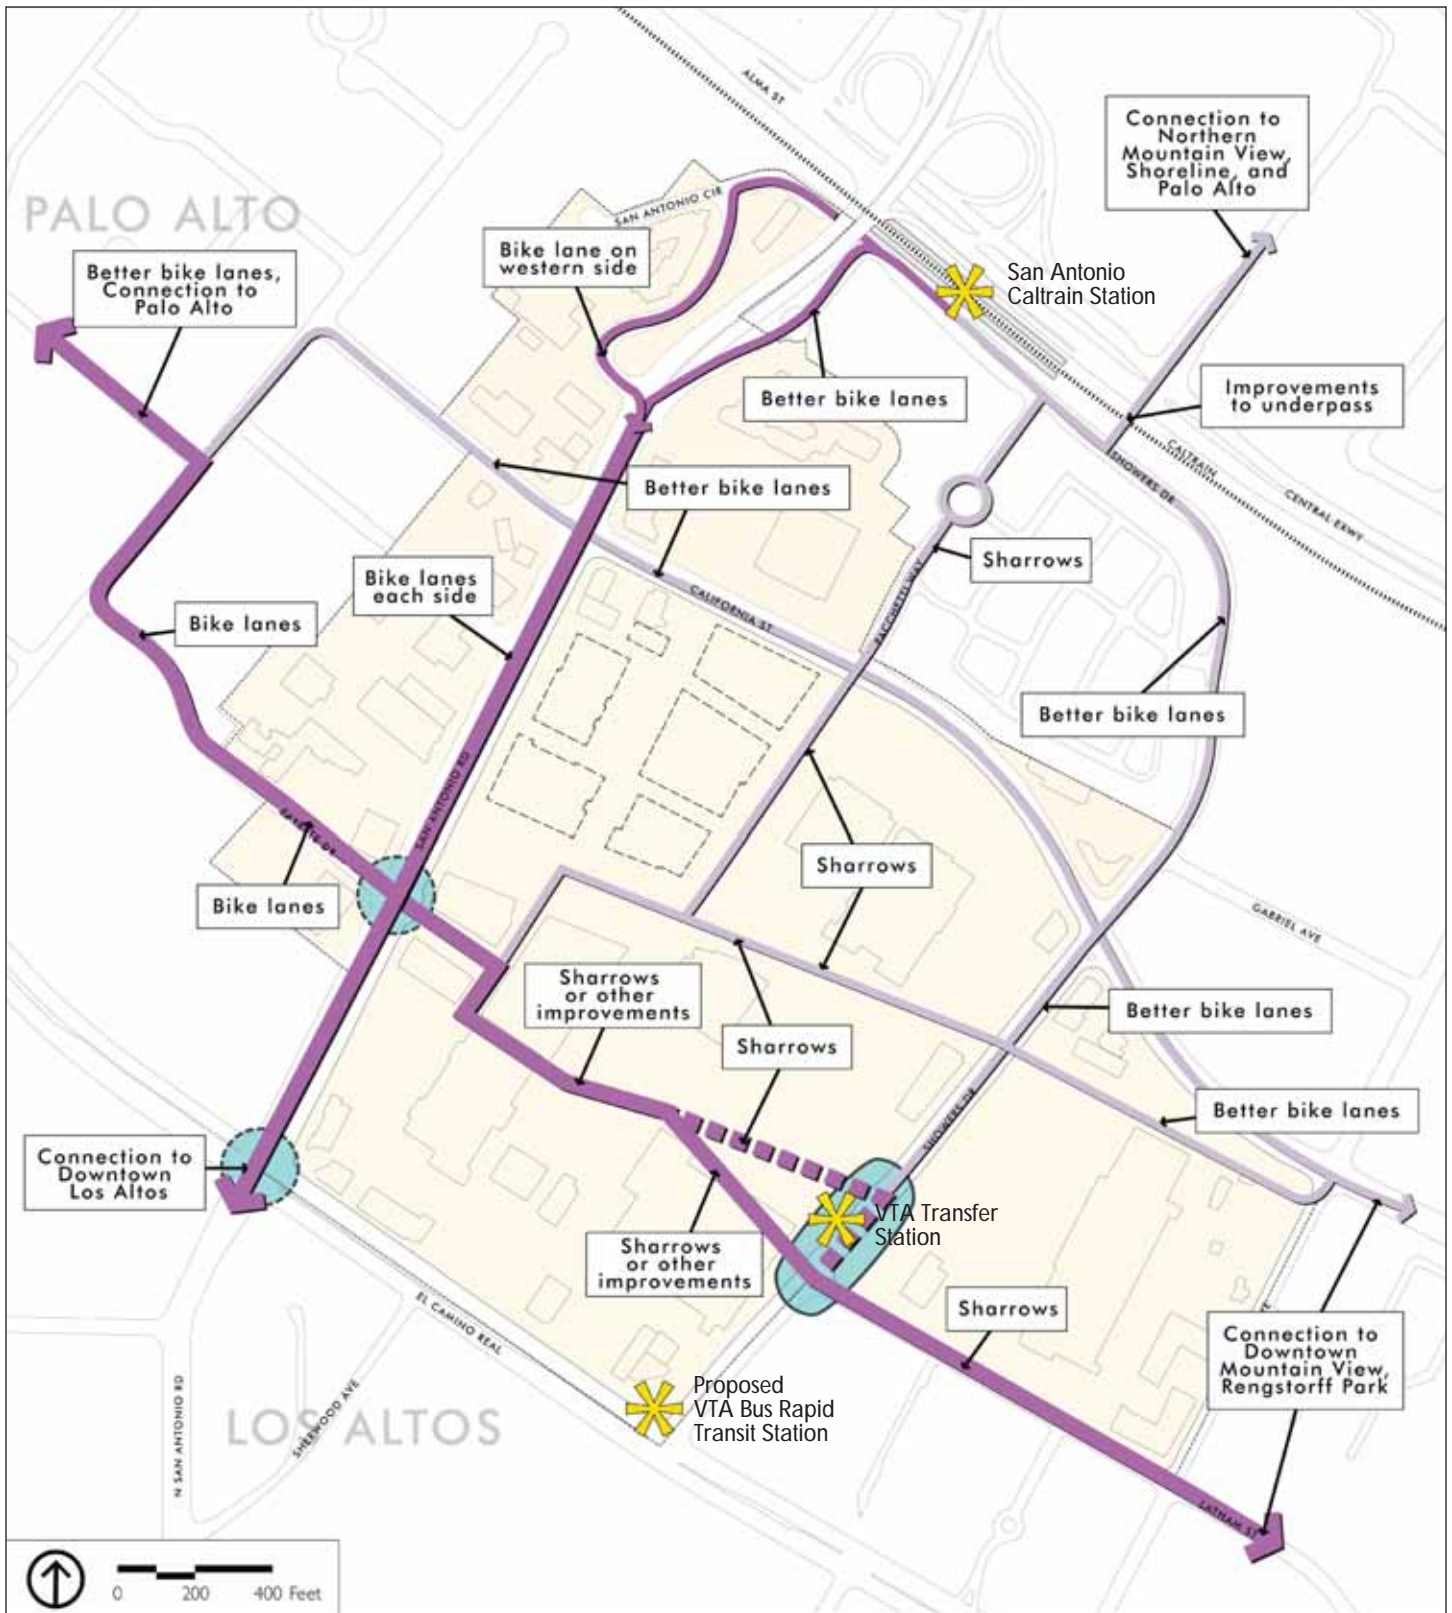 ALMA ST
Connection to
Northern
Mountain View,
Shoreline, and
Palo Alto
PALO ALTO
SAN ANTONIO CIR
Bike lane on
western side
Better bike lanes,
Connection to
Palo Alto
San Antonio
Caltrain Station
Better bike lanes
Improvements
to underpass
CALTRAIN
SHOWERS DR
CENTRAL EXWY
Better bike lanes
Sharrows
Bike lanes
each side
CALIFORNIA ST
PACCHETTI WAY
Bike lanes
Better bike lanes
SAN ANTONIO RD
Sharrows
Bike lanes
GABRIEL AVE
Sharrows
or other
improvements
Better bike lanes
Sharrows
SHOWERS DR
Better bike lanes
Connection to
Downtown
Los Altos
VTA Transfer
Station
Sharrows
or other
improvements
Sharrows
EL CAMINO REAL
Connection to
Downtown
Mountain View,
Rengstorff Park
Proposed
VTA Bus Rapid
Transit Station
N SAN ANTONIO RD
SHERWOOD AVE
LOS ALTOS
LATHAM ST
0 200 400 Feet